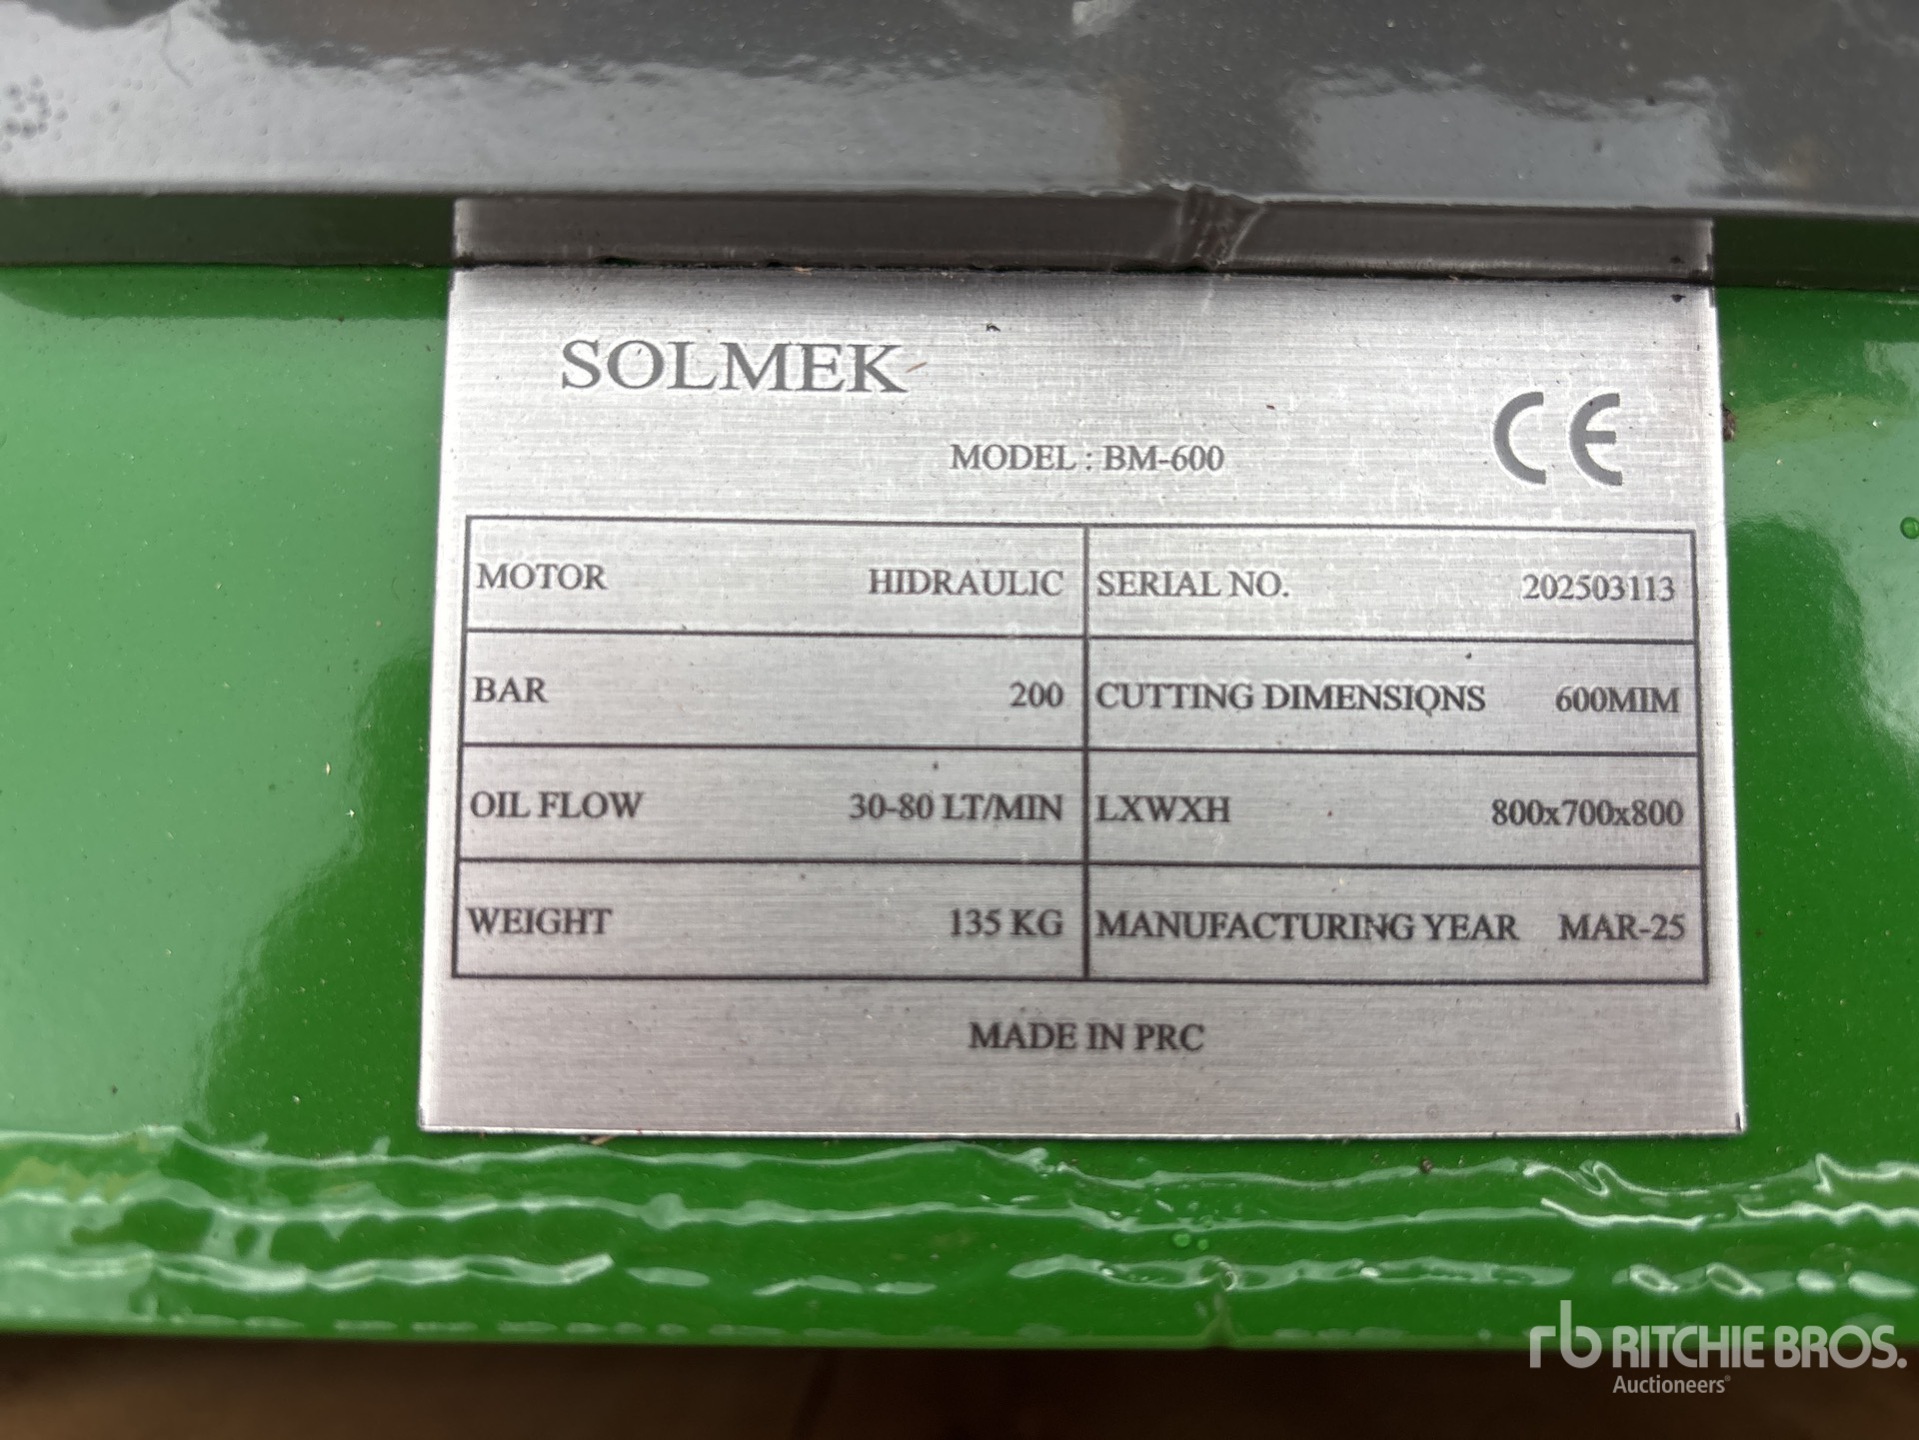 SOLMEK
CE
MODEL : BM-600
MOTOR HIDRAULIC SERIAL NO. 202503113
BAR 200 CUTTING DIMENSIONS 600MIM
OIL FLOW 30-80 LT/MIN LXWXH 800x700x800
WEIGHT 135 KG MANUFACTURING YEAR MAR-25
MADE IN PRC
rb RITCHIE BROS.
Auctioneers®